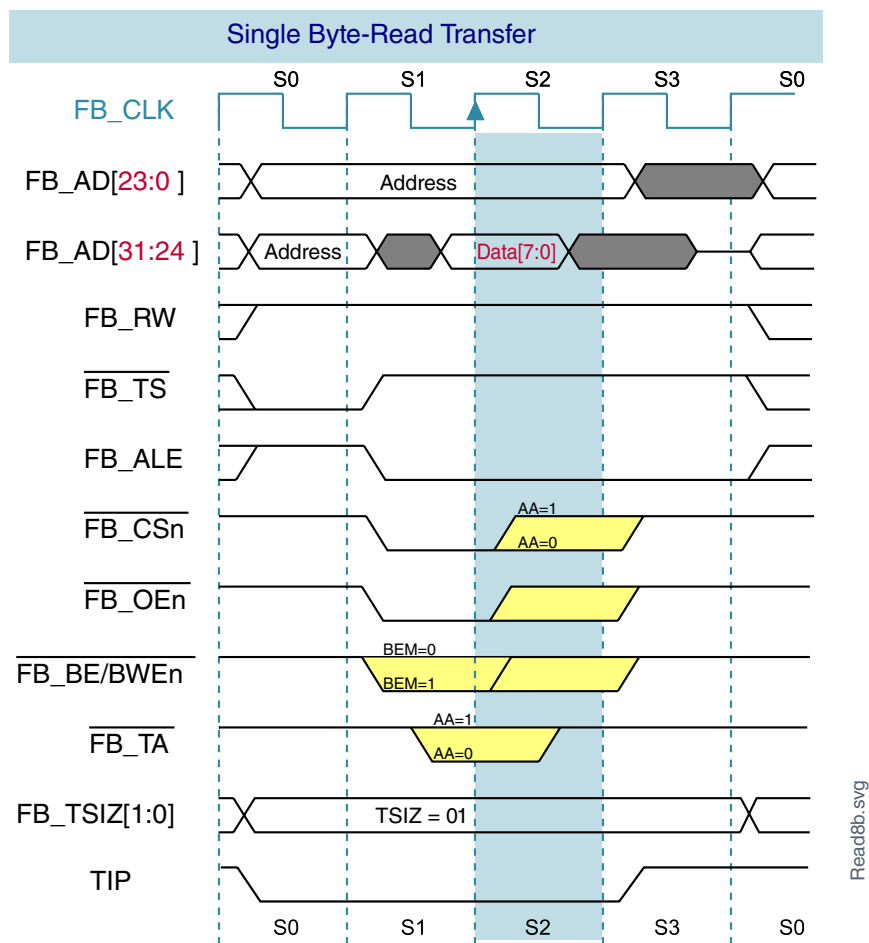 Single Byte-Read Transfer
S0 S1 S2 S3 S0
FB_CLK
FB_AD[23:0 ] Address
FB_AD[31:24 ] Address Data[7:0]
FB_RW
FB_TS
FB_ALE
AA=1
FB_CSn
AA=0
FB_OEn
BEM=0
FB_BE/BWEn
BEM=1
AA=1
FB_TA
AA=0
FB_TSIZ[1:0] TSIZ = 01
TIP
S0 S1 S2 S3 S0
Read8b.svg